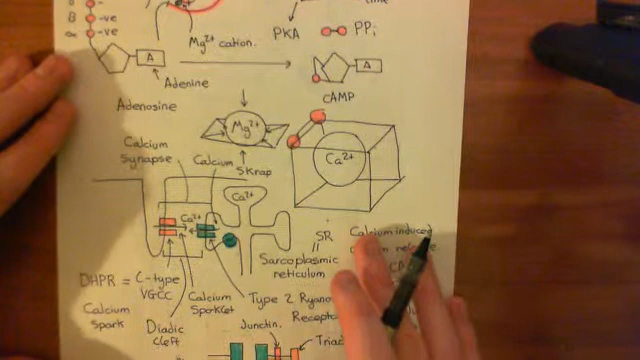 β -ve
α -ve
Mg2+ cation.
PKA
PPi
A
Adenine
A
Adenosine
CAMP
Mg2+
Calcium
Synapse
Calcium
Skrap
Ca2+
Ca2+
Ca2+
SR
=
Calcium induced
Sarcoplasmic
reticulum
DHPR = L-type
VGCC
Calcium
Spark
Calcium
Sparklet
Type 2 Ryano
Recepto
Diadic
Cleft
Junctin.
Triad